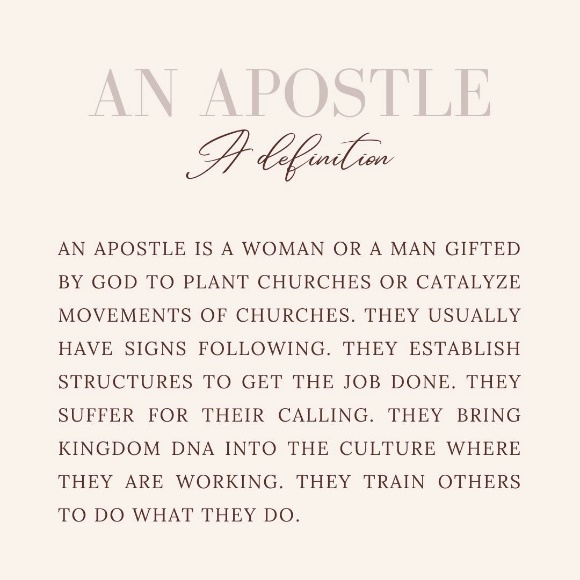 AN APOSTLE
A definition
AN APOSTLE IS A WOMAN OR A MAN GIFTED
BY GOD TO PLANT CHURCHES OR CATALYZE
MOVEMENTS OF CHURCHES. THEY USUALLY
HAVE SIGNS FOLLOWING. THEY ESTABLISH
STRUCTURES TO GET THE JOB DONE. THEY
SUFFER FOR THEIR CALLING. THEY BRING
KINGDOM DNA INTO THE CULTURE WHERE
THEY ARE WORKING. THEY TRAIN OTHERS
TO DO WHAT THEY DO.